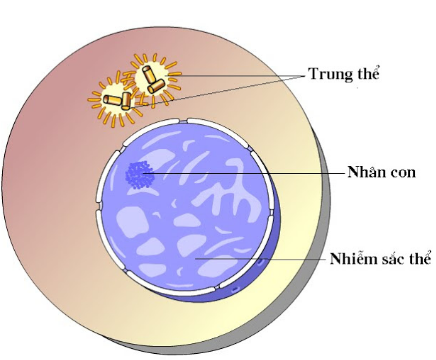 Trung thể
Nhân con
Nhiễm sắc thể